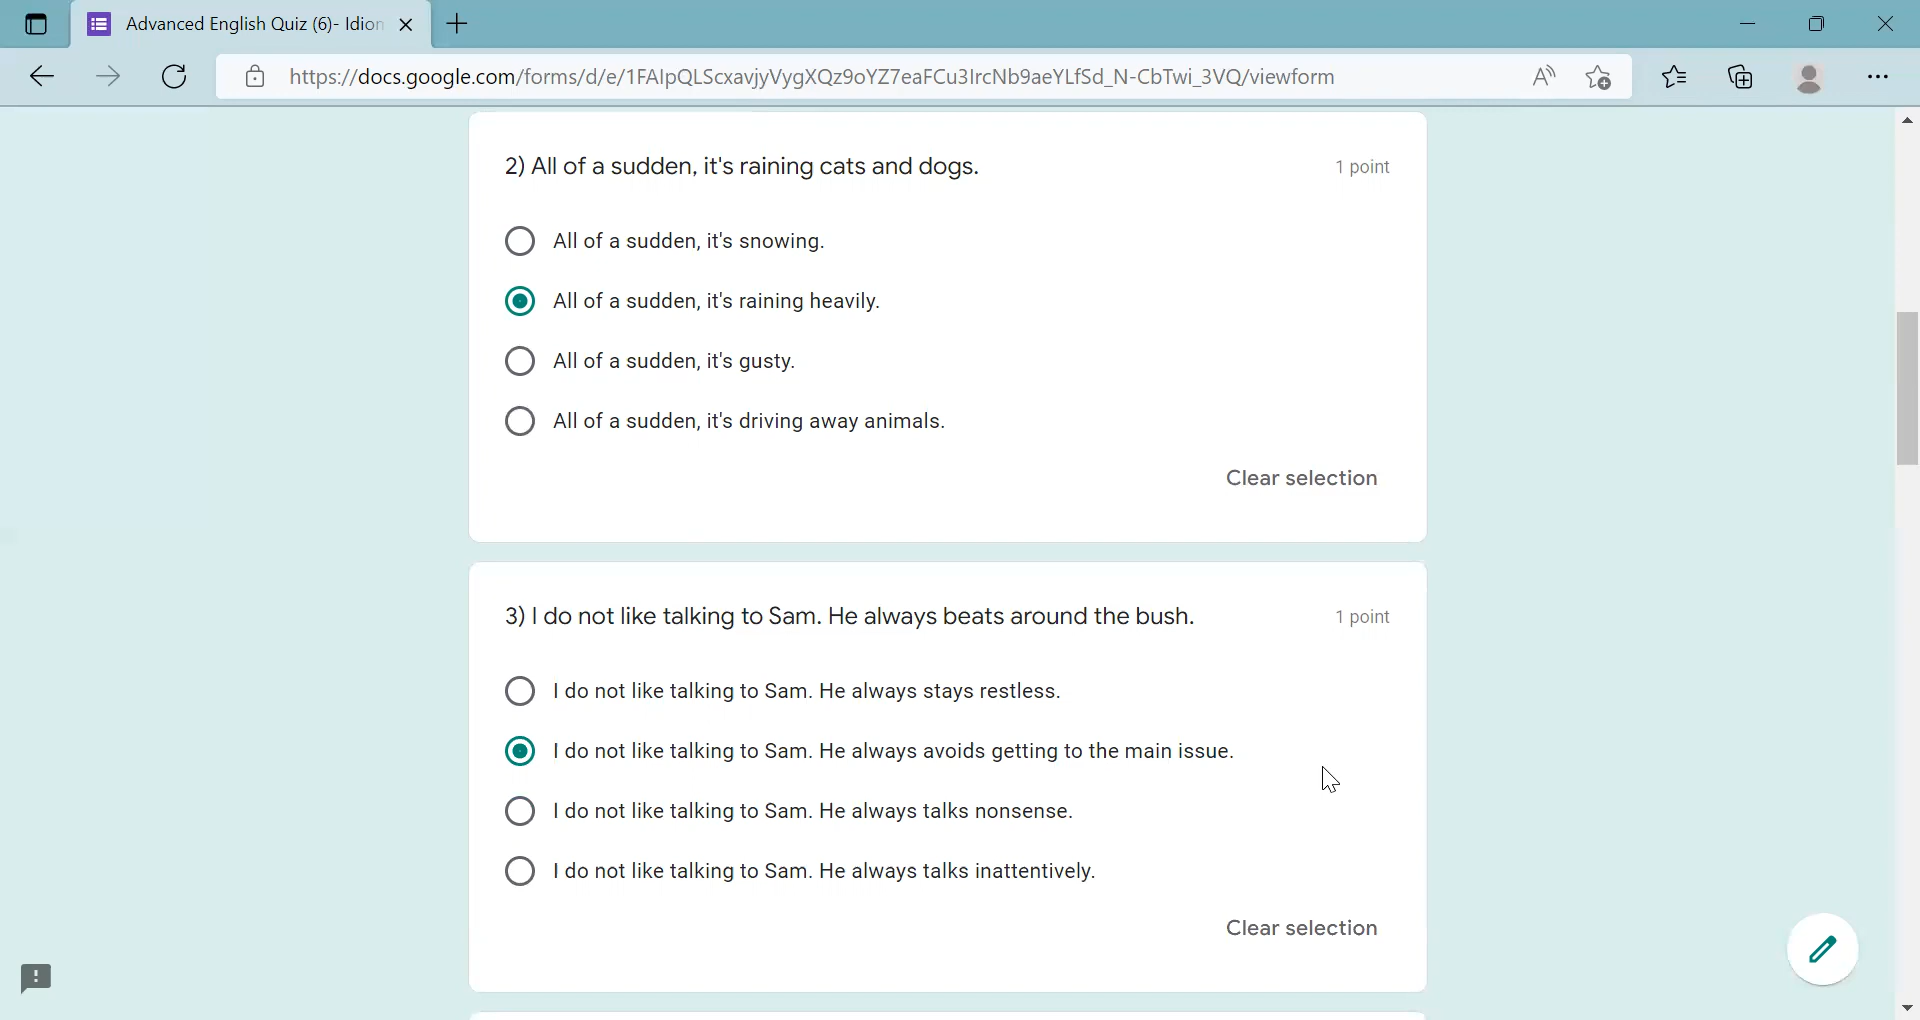 Advanced English Quiz (6)- Idion
https://docs.google.com/forms/d/e/1FAIpQLScxavjyVygXQz9oYZ7eaFCu3IrcNb9aeYLfSd_N-CbTwi_3VQ/viewform
2) All of a sudden, it's raining cats and dogs. 1 point
All of a sudden, it's snowing.
All of a sudden, it's raining heavily.
All of a sudden, it's gusty.
All of a sudden, it's driving away animals.
Clear selection
3) I do not like talking to Sam. He always beats around the bush. 1 point
I do not like talking to Sam. He always stays restless.
I do not like talking to Sam. He always avoids getting to the main issue.
I do not like talking to Sam. He always talks nonsense.
I do not like talking to Sam. He always talks inattentively.
Clear selection